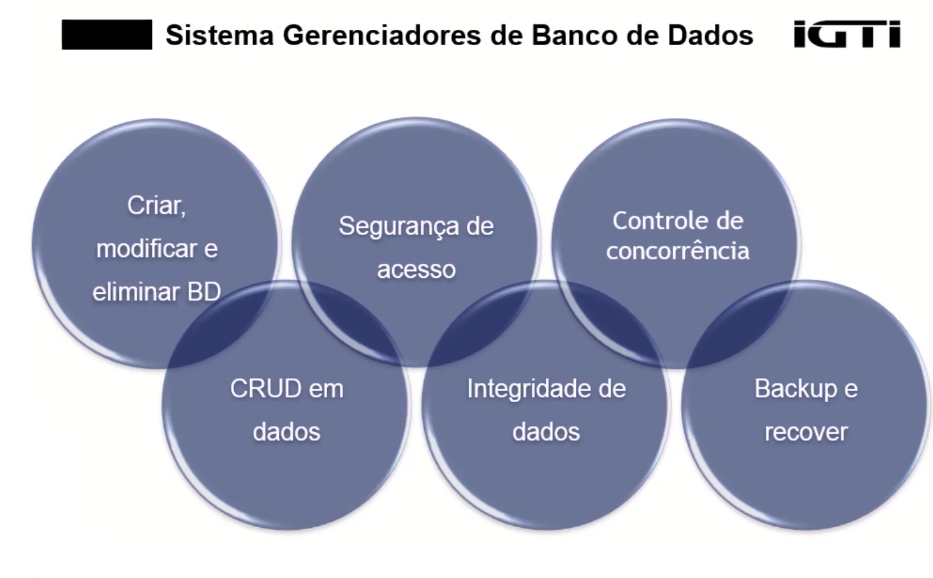 Sistema Gerenciadores de Banco de Dados
iGTi
Criar,
modificar e
eliminar BD
Segurança de
acesso
Controle de
concorrência
CRUD em
dados
Integridade de
dados
Backup e
recover